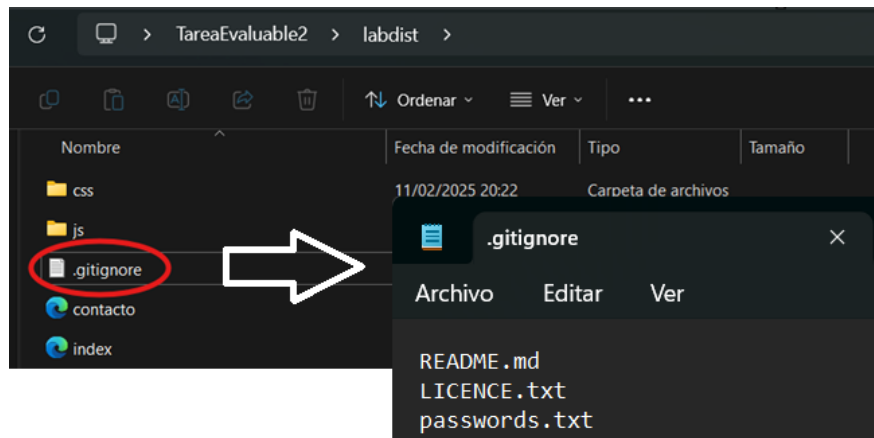 TareaEvaluable2 > labdist >
Ordenar Ver
Nombre Fecha de modificación Tipo Tamaño
css 11/02/2025 20:22 Carpeta de archivos
js
.gitignore
contacto
index
.gitignore
Archivo Editar Ver
README.md
LICENCE.txt
passwords.txt